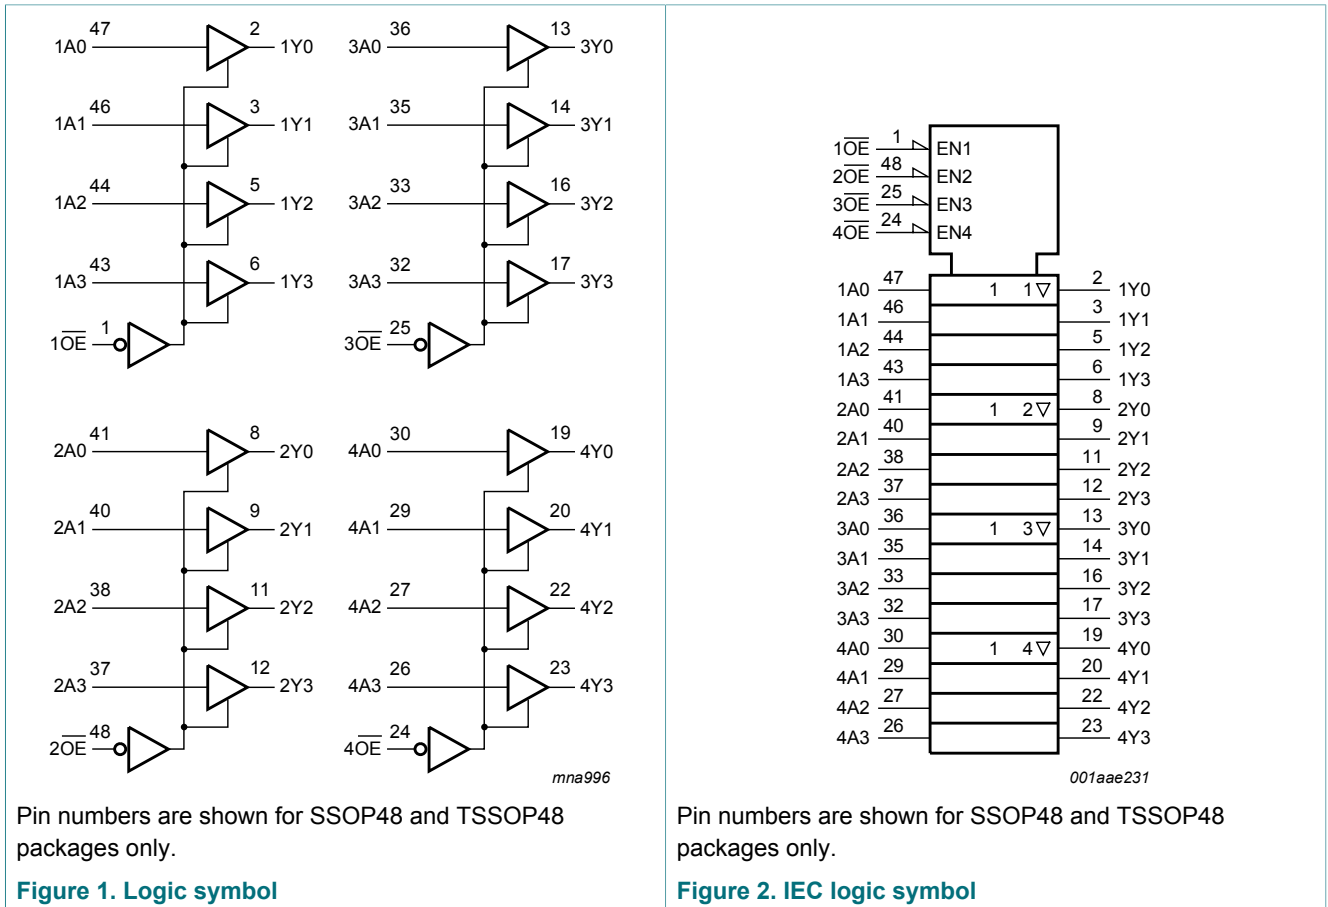 47 2
1A0 1Y0
46 3
1A1 1Y1
44 5
1A2 1Y2
43 6
1A3 1Y3
1OE 1
36 13
3A0 3Y0
35 14
3A1 3Y1
33 16
3A2 3Y2
32 17
3A3 3Y3
3OE 25
41 8
2A0 2Y0
40 9
2A1 2Y1
38 11
2A2 2Y2
37 12
2A3 2Y3
2OE 48
30 19
4A0 4Y0
29 20
4A1 4Y1
27 22
4A2 4Y2
26 23
4A3 4Y3
4OE 24
mna996
Pin numbers are shown for SSOP48 and TSSOP48
packages only.
Figure 1. Logic symbol
1OE 1 EN1
2OE 48 EN2
3OE 25 EN3
4OE 24 EN4
1A0 47 1 1▽ 2 1Y0
1A1 46 3 1Y1
1A2 44 5 1Y2
1A3 43 6 1Y3
2A0 41 1 2▽ 8 2Y0
2A1 40 9 2Y1
2A2 38 11 2Y2
2A3 37 12 2Y3
3A0 36 1 3▽ 13 3Y0
3A1 35 14 3Y1
3A2 33 16 3Y2
3A3 32 17 3Y3
4A0 30 1 4▽ 19 4Y0
4A1 29 20 4Y1
4A2 27 22 4Y2
4A3 26 23 4Y3
001aae231
Pin numbers are shown for SSOP48 and TSSOP48
packages only.
Figure 2. IEC logic symbol